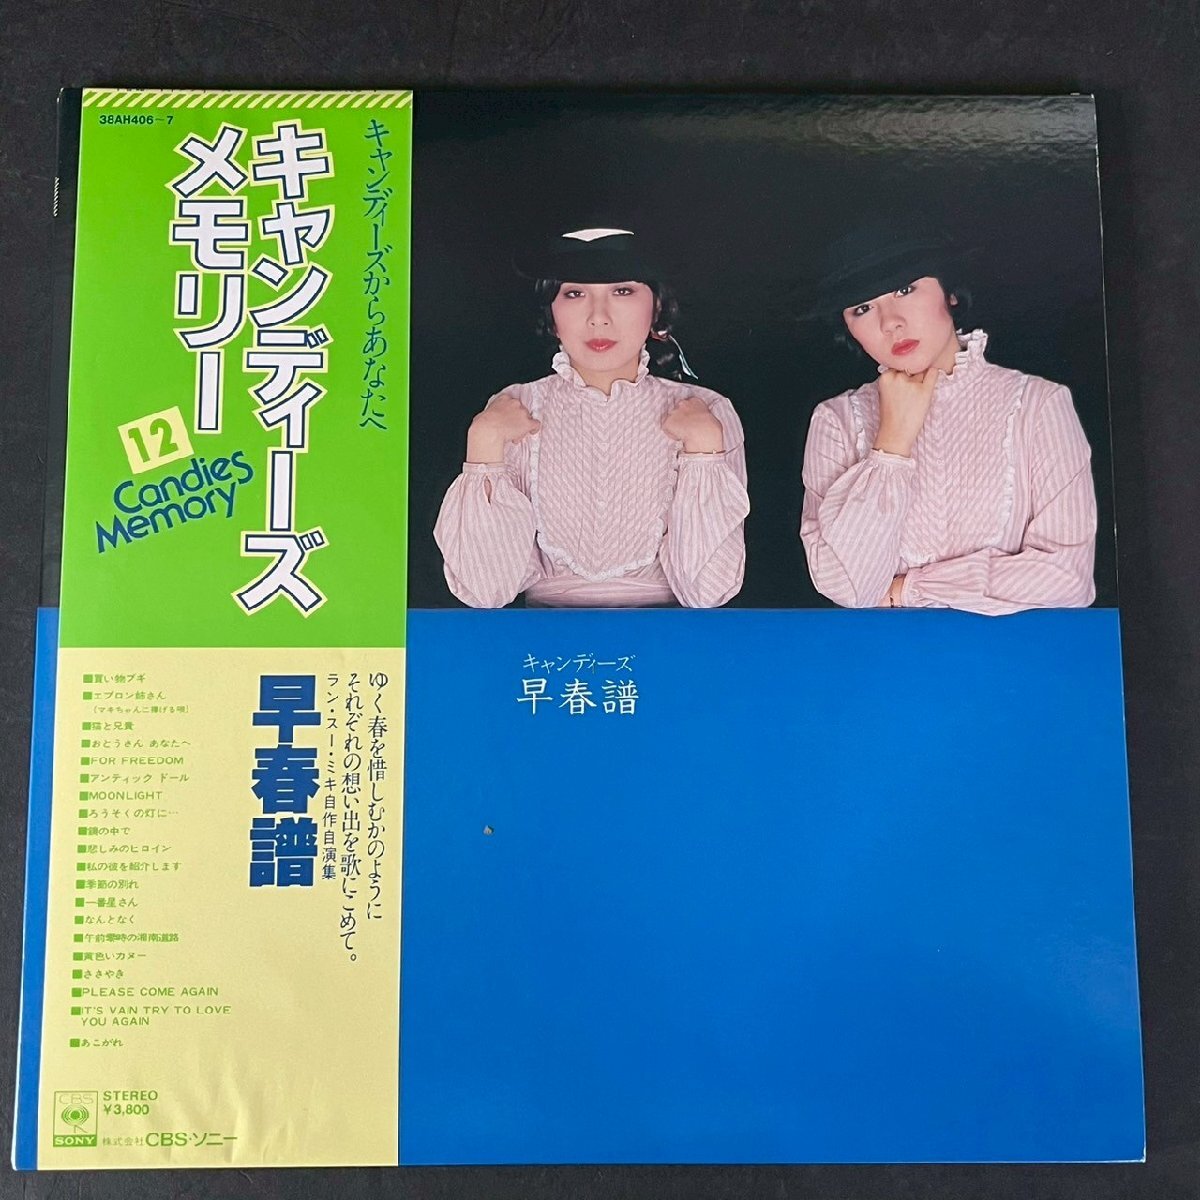 38AH406~7
キャンディーズからあなたへ
キャンディーズ
メモリー
12
Candies
Memory
キャンディーズ
早春譜
ゆく春を惜しむかのように
それぞれの想い出を歌にこめて。
ラン・スー・ミキ自作自演集
早春譜
■買い物ブギ
■エプロン姉さん
(マキちゃんに捧げる唄)
■猫と兄貴
■おとうさん あなたへ
■FOR FREEDOM
■アンティック ドール
■MOONLIGHT
■ろうそくの灯に…
■鏡の中で
■悲しみのヒロイン
■私の彼を紹介します
■季節の別れ
■一番星さん
■なんとなく
■午前零時の湘南道路
■黄色いカヌー
■ささやき
■PLEASE COME AGAIN
■IT'S VAIN TRY TO LOVE
YOU AGAIN
■あこがれ
CBS
SONY
STEREO
¥3,800
株式会社CBS・ソニー